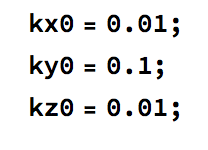 kx0 = 0.01;
ky0 = 0.1;
kz0 = 0.01;